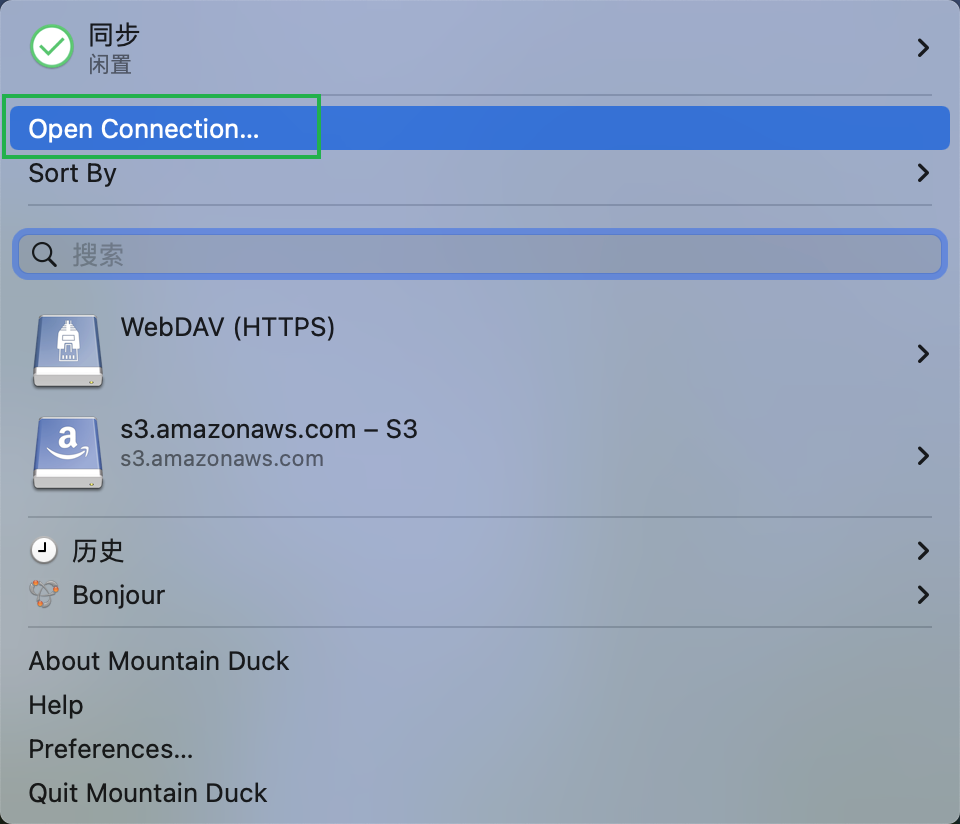 同步
闲置
Open Connection...
Sort By
搜索
WebDAV (HTTPS)
s3.amazonaws.com – S3
s3.amazonaws.com
历史
Bonjour
About Mountain Duck
Help
Preferences...
Quit Mountain Duck